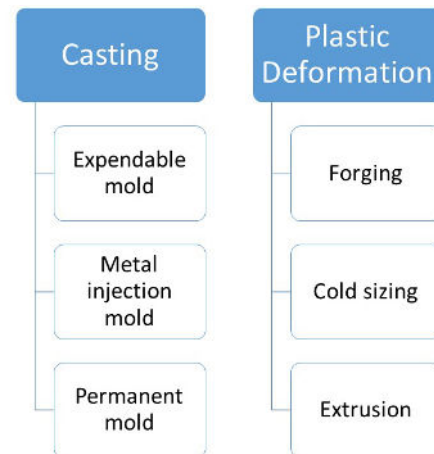 Casting
Expendable
mold
Metal
injection
mold
Permanent
mold
Plastic
Deformation
Forging
Cold sizing
Extrusion